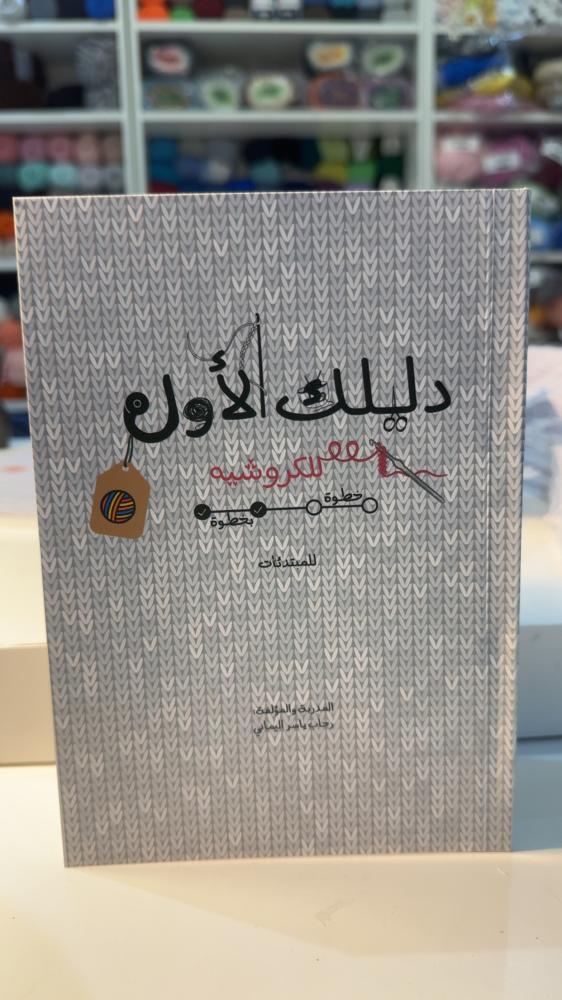 دليلك الأول
للكروشيه
خطوة
بخطوة
للمبتدئات
المدربة والمؤلفة:
رحاب ياسر اليماني